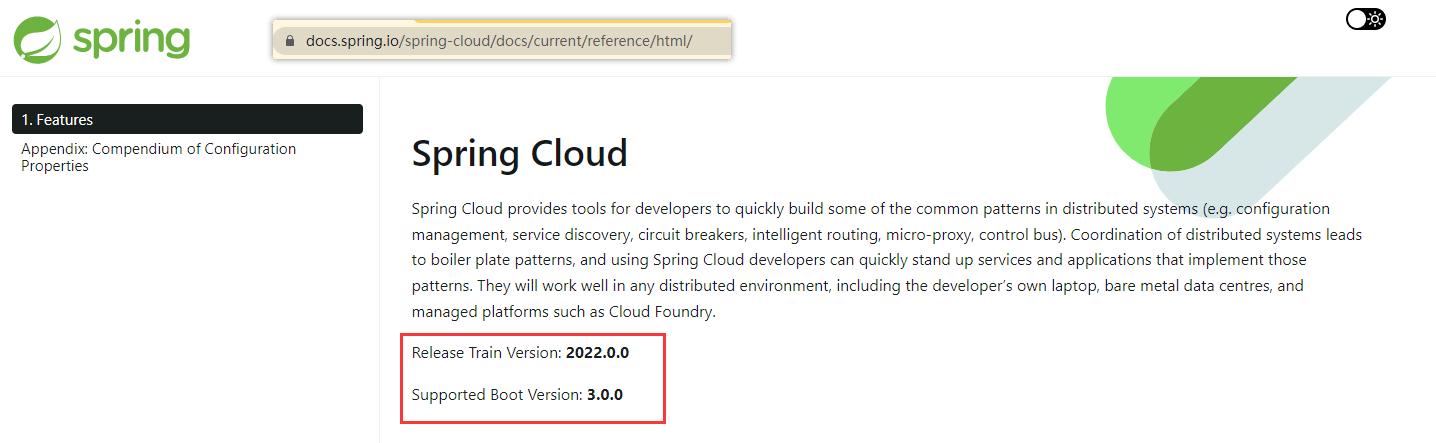 spring
docs.spring.io/spring-cloud/docs/current/reference/html/
1. Features
Appendix: Compendium of Configuration
Properties
Spring Cloud
Spring Cloud provides tools for developers to quickly build some of the common patterns in distributed systems (e.g. configuration
management, service discovery, circuit breakers, intelligent routing, micro-proxy, control bus). Coordination of distributed systems leads
to boiler plate patterns, and using Spring Cloud developers can quickly stand up services and applications that implement those
patterns. They will work well in any distributed environment, including the developer’s own laptop, bare metal data centres, and
managed platforms such as Cloud Foundry.
Release Train Version: 2022.0.0
Supported Boot Version: 3.0.0